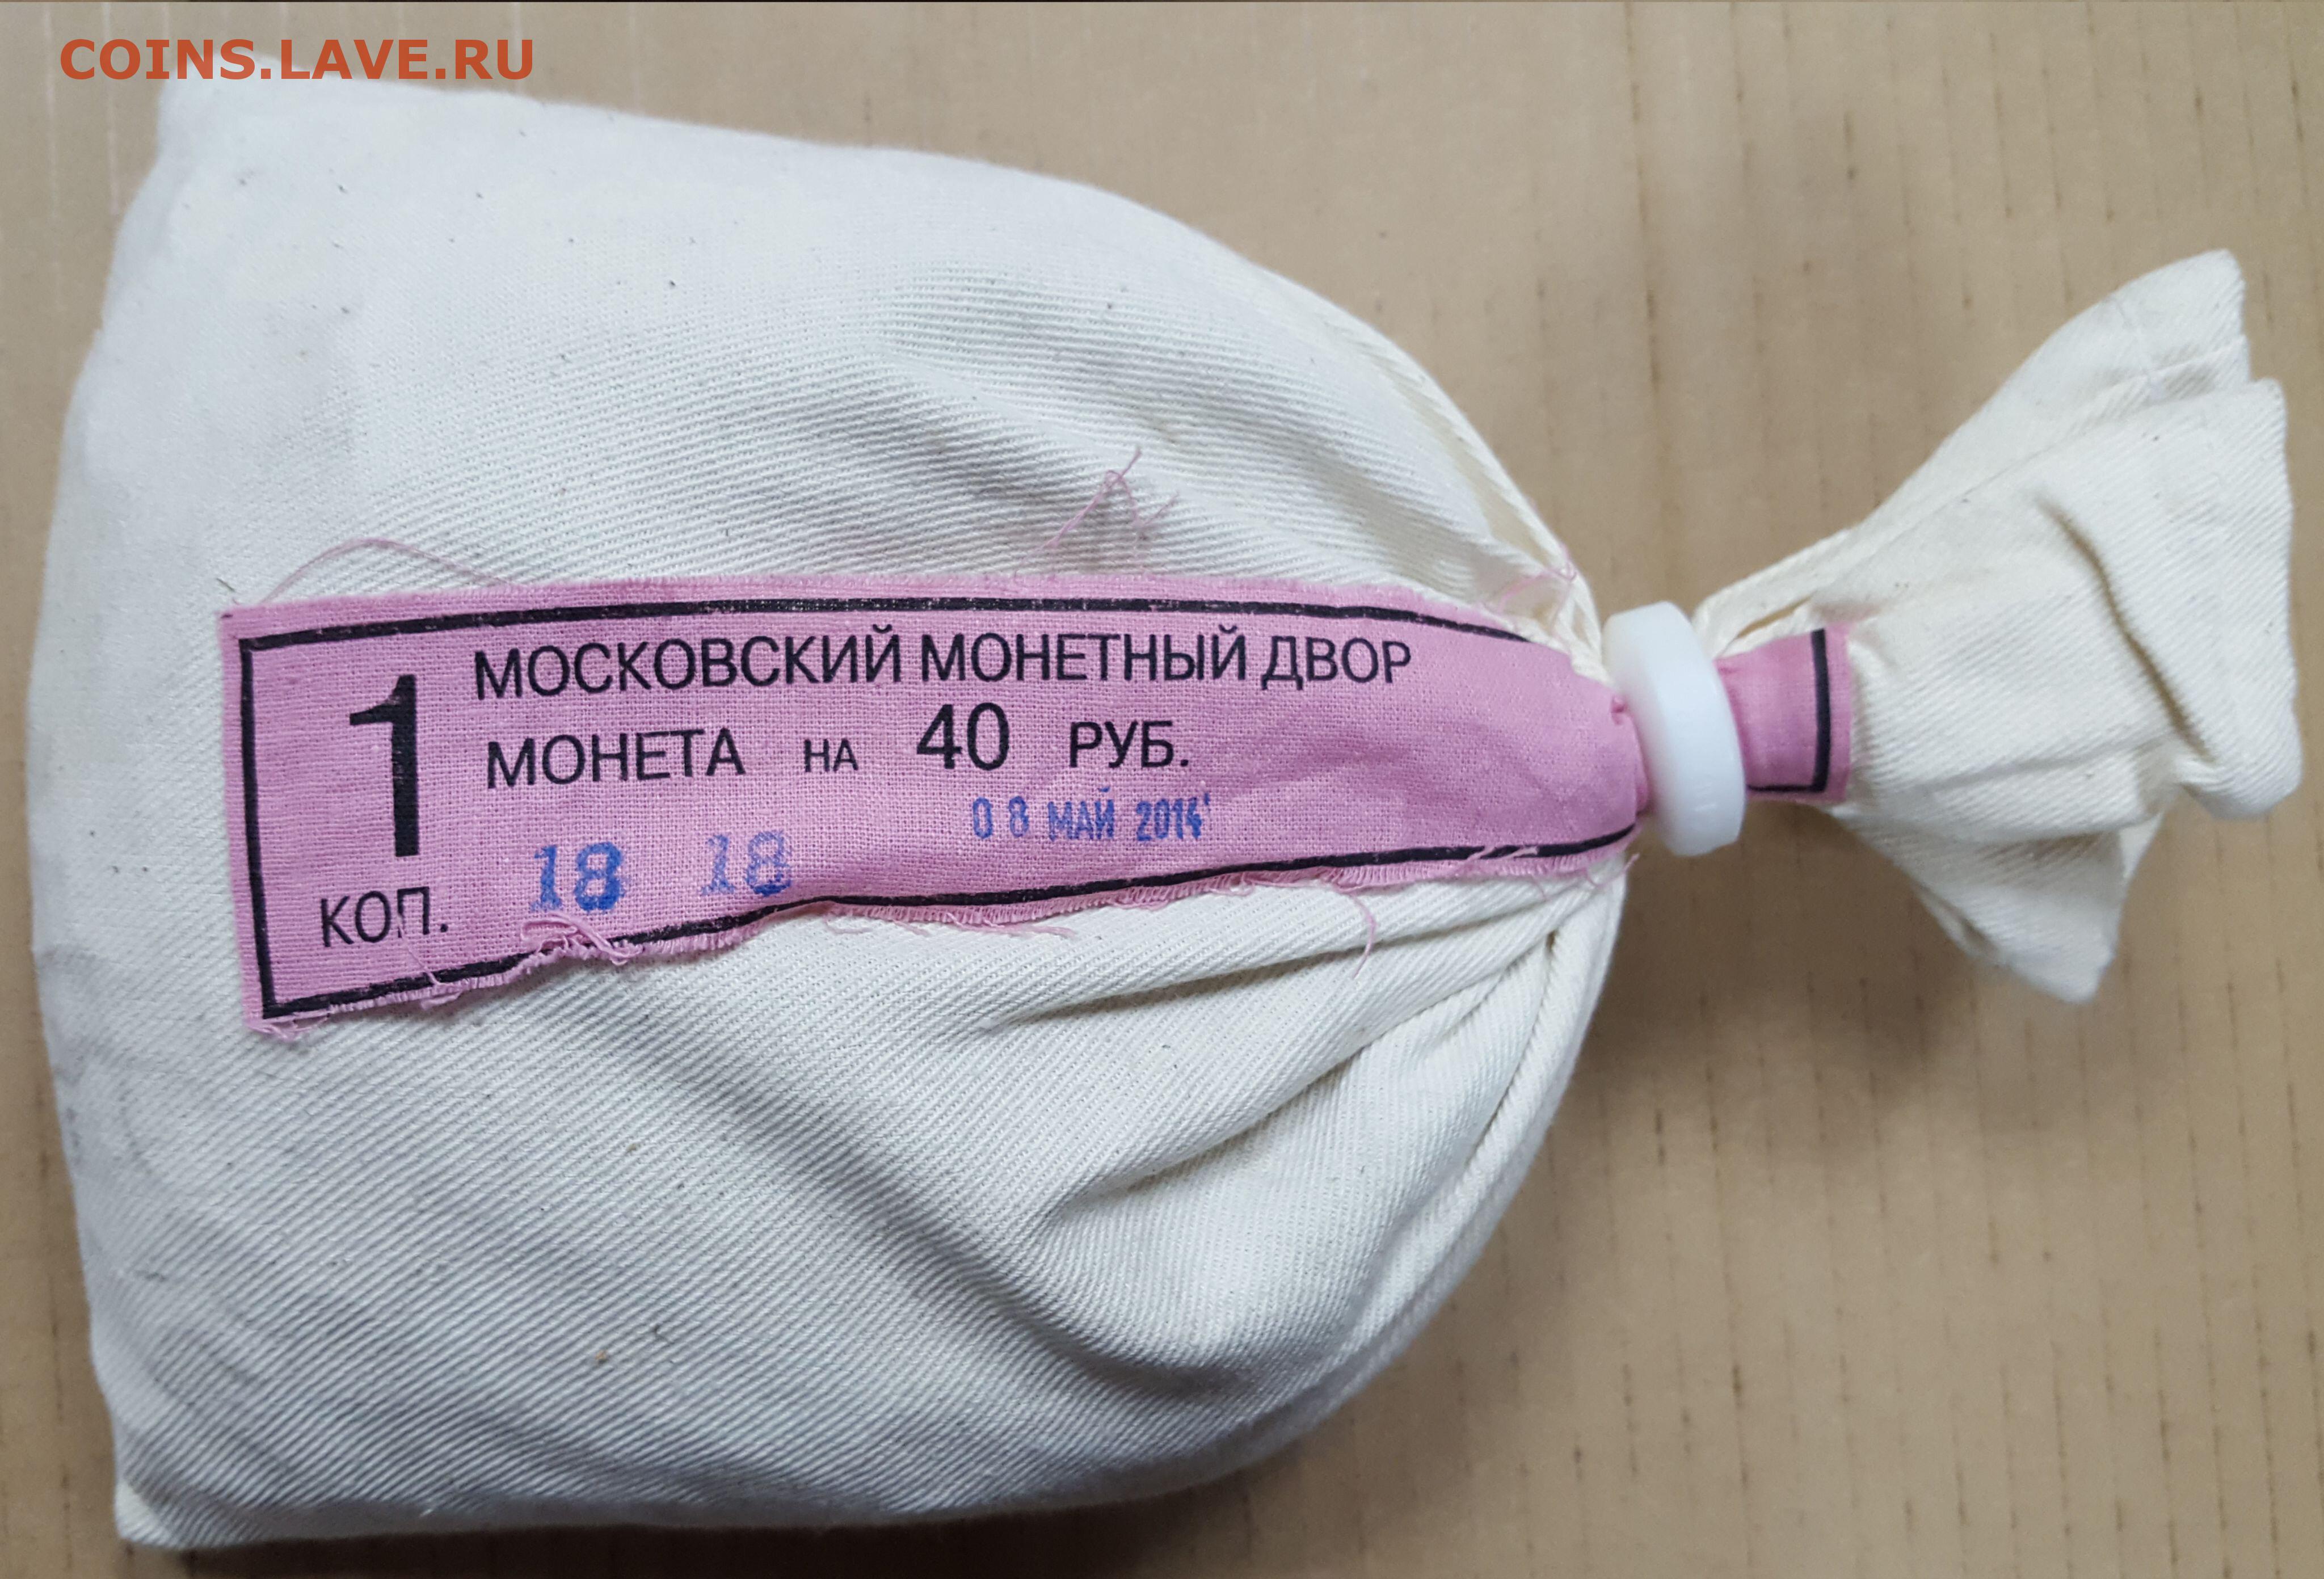 COINS.LAVE.RU
МОСКОВСКИЙ МОНЕТНЫЙ ДВОР
1 МОНЕТА НА 40 РУБ.
08 МАЙ 2014
КОП. 18 18